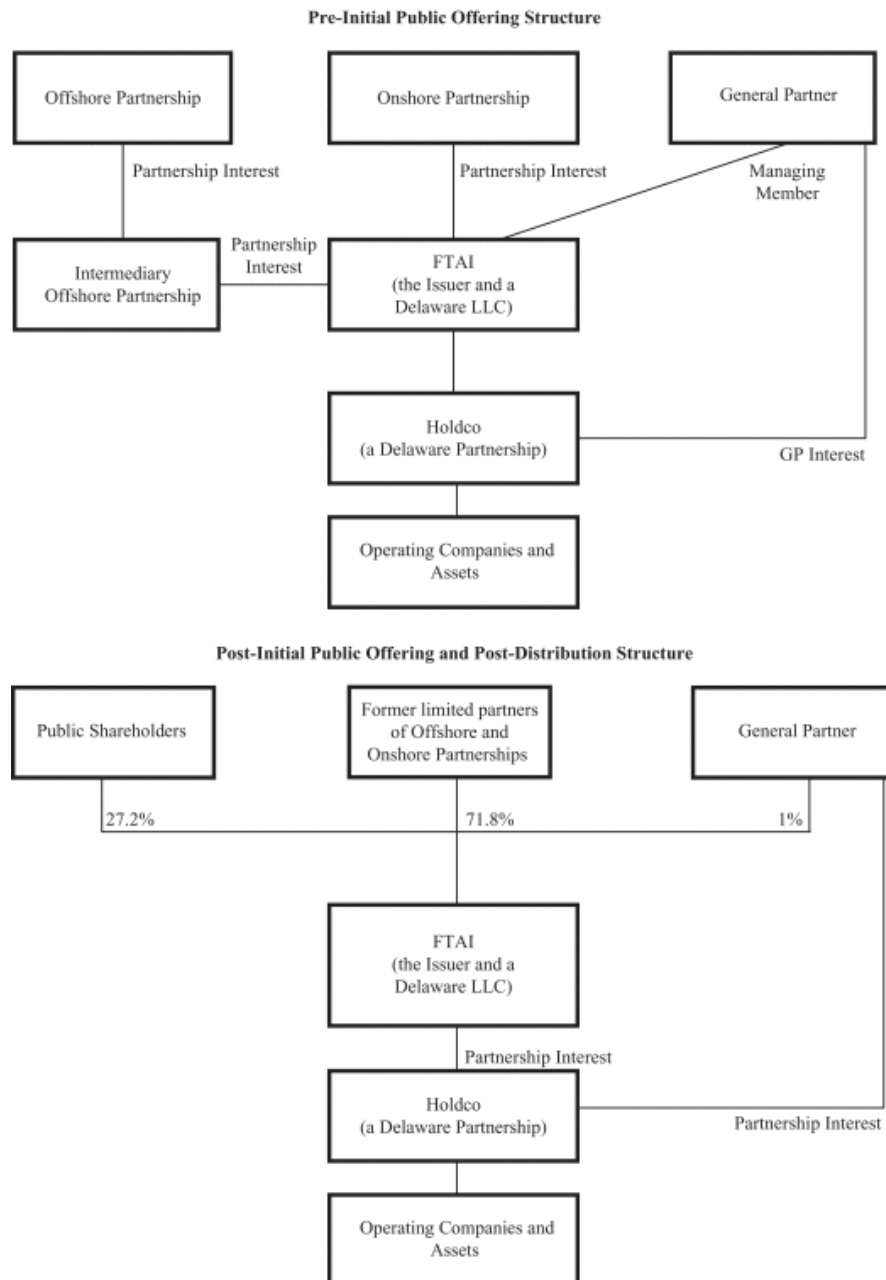 Pre-Initial Public Offering Structure
Offshore Partnership
Onshore Partnership
General Partner
Partnership Interest
Partnership Interest
Managing
Member
Partnership
Interest
Intermediary
Offshore Partnership
FTAI
(the Issuer and a
Delaware LLC)
Holdco
(a Delaware Partnership)
GP Interest
Operating Companies and
Assets
Post-Initial Public Offering and Post-Distribution Structure
Public Shareholders
Former limited partners
of Offshore and
Onshore Partnerships
General Partner
27.2%
71.8%
1%
FTAI
(the Issuer and a
Delaware LLC)
Partnership Interest
Holdco
(a Delaware Partnership)
Partnership Interest
Operating Companies and
Assets